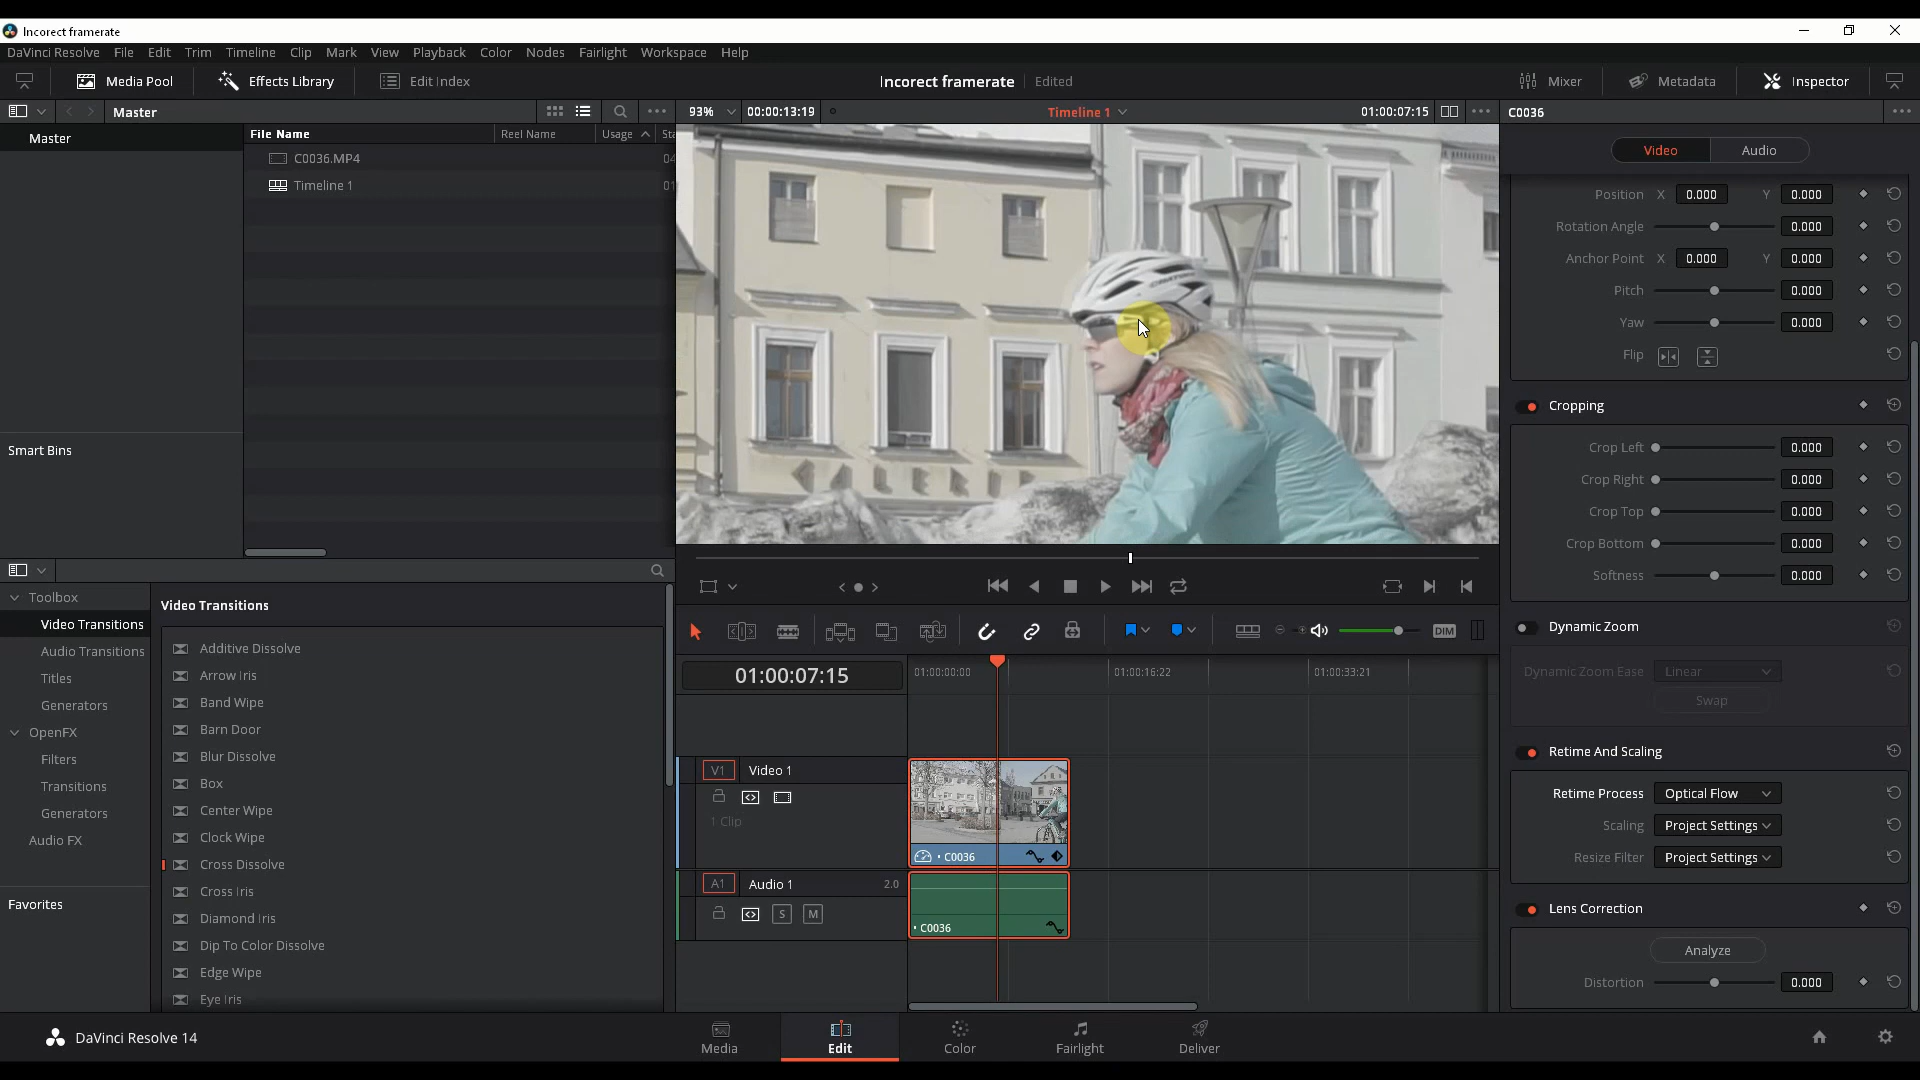 Incorect framerate
DaVinci Resolve File Edit Trim Timeline Clip Mark View Playback Color Nodes Fairlight Workspace Help
Media Pool Effects Library Edit Index Incorect framerate Edited Mixer Metadata Inspector
Master 93% 00:00:13:19 Timeline 1 01:00:07:15 C0036
Master
File Name Reel Name Usage
C0036.MP4
Timeline 1
Smart Bins
Video Audio
Position X 0.000 Y 0.000
Rotation Angle 0.000
Anchor Point X 0.000 Y 0.000
Pitch 0.000
Yaw 0.000
Flip
Cropping
Crop Left 0.000
Crop Right 0.000
Crop Top 0.000
Crop Bottom 0.000
Softness 0.000
Dynamic Zoom
Dynamic Zoom Ease Linear
Swap
Retime And Scaling
Retime Process Optical Flow
Scaling Project Settings
Resize Filter Project Settings
Lens Correction
Analyze
Distortion 0.000
Toolbox
Video Transitions
Audio Transitions
Titles
Generators
OpenFX
Filters
Transitions
Generators
Audio FX
Favorites
Video Transitions
Additive Dissolve
Arrow Iris
Band Wipe
Barn Door
Blur Dissolve
Box
Center Wipe
Clock Wipe
Cross Dissolve
Cross Iris
Diamond Iris
Dip To Color Dissolve
Edge Wipe
Eye Iris
DIM
01:00:07:15 01:00:00:00 01:00:16:22 01:00:33:21
V1 Video 1
1 Clip
C0036
A1 Audio 1 2.0
S M
C0036
DaVinci Resolve 14
Media Edit Color Fairlight Deliver